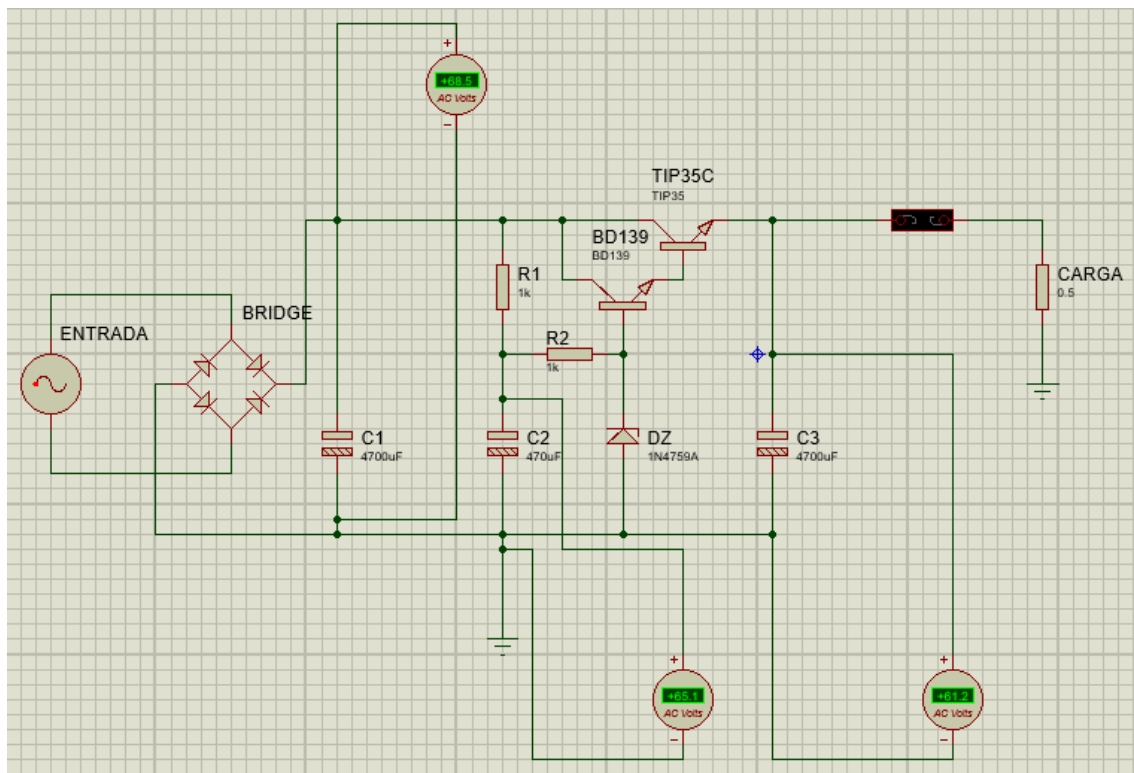 +
+68.5
AC Volts
−
TIP35C
TIP35
BD139
BD139
R1
1k
CARGA
0.5
BRIDGE
ENTRADA
R2
1k
C1
4700uF
C2
470uF
DZ
1N4759A
C3
4700uF
+
+65.1
AC Volts
−
+
+61.2
AC Volts
−